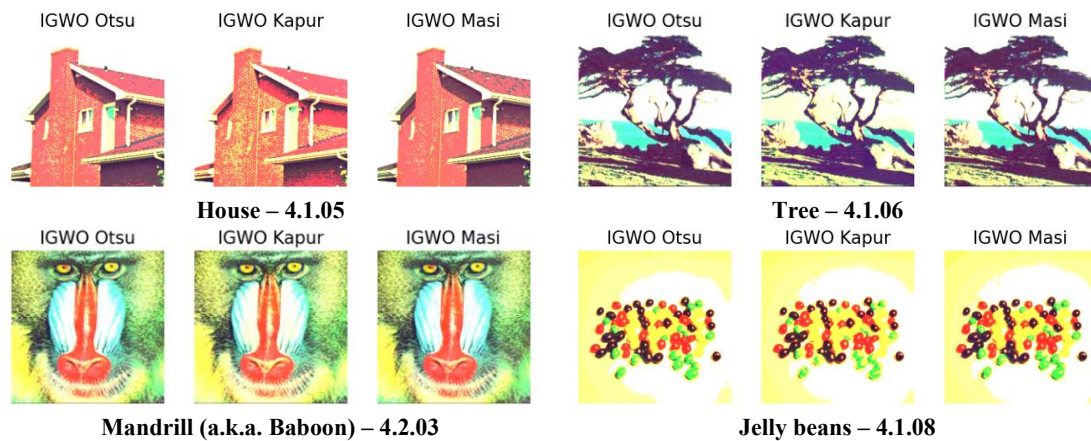 IGWO Otsu IGWO Kapur IGWO Masi
House – 4.1.05
IGWO Otsu IGWO Kapur IGWO Masi
Tree – 4.1.06
IGWO Otsu IGWO Kapur IGWO Masi
Mandrill (a.k.a. Baboon) – 4.2.03
IGWO Otsu IGWO Kapur IGWO Masi
Jelly beans – 4.1.08